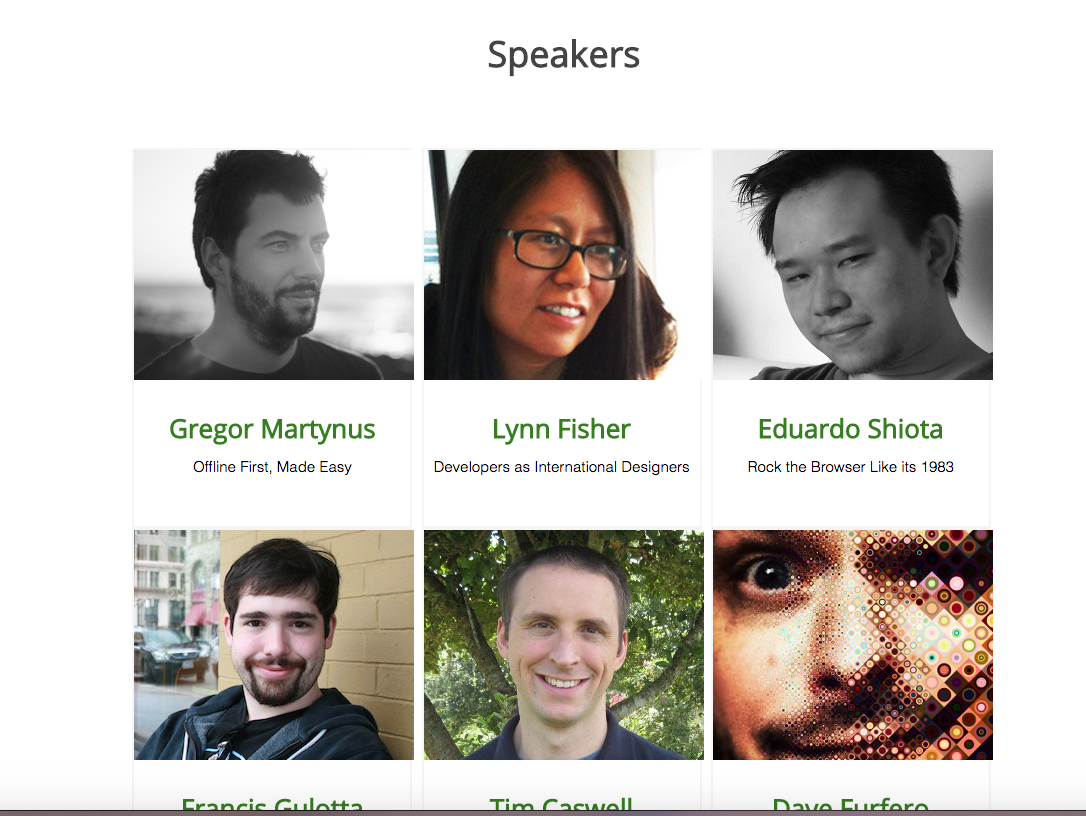 Speakers
Gregor Martynus
Lynn Fisher
Eduardo Shiota
Offline First, Made Easy
Developers as International Designers
Rock the Browser Like its 1983
Francis Gulotta
Tim Caswell
Dave Furfero